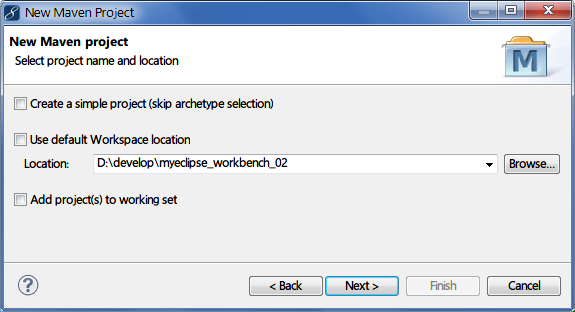 New Maven Project
New Maven project
Select project name and location
M
Create a simple project (skip archetype selection)
Use default Workspace location
Location: D:\develop\myeclipse_workbench_02 Browse...
Add project(s) to working set
? < Back Next > Finish Cancel